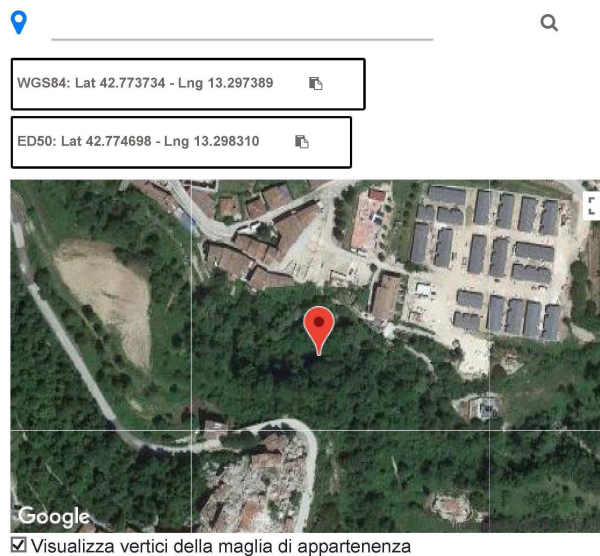 WGS84: Lat 42.773734 - Lng 13.297389
ED50: Lat 42.774698 - Lng 13.298310
Google
Visualizza vertici della maglia di appartenenza